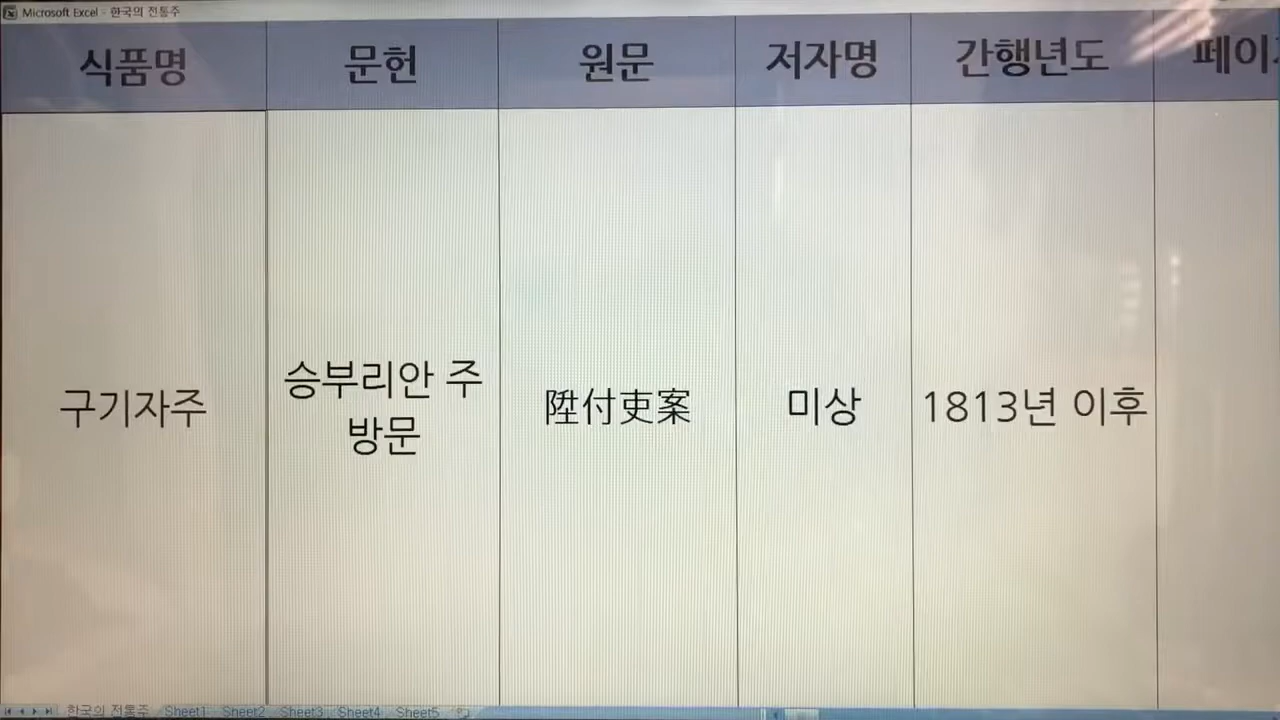 Microsoft Excel - 한국의 전통주
식품명 문헌 원문 저자명 간행년도 페이
구기자주 승부리안 주 陞付吏案 미상 1813년 이후
방문
한국의 전통주 Sheet1 Sheet2 Sheet3 Sheet4 Sheet5